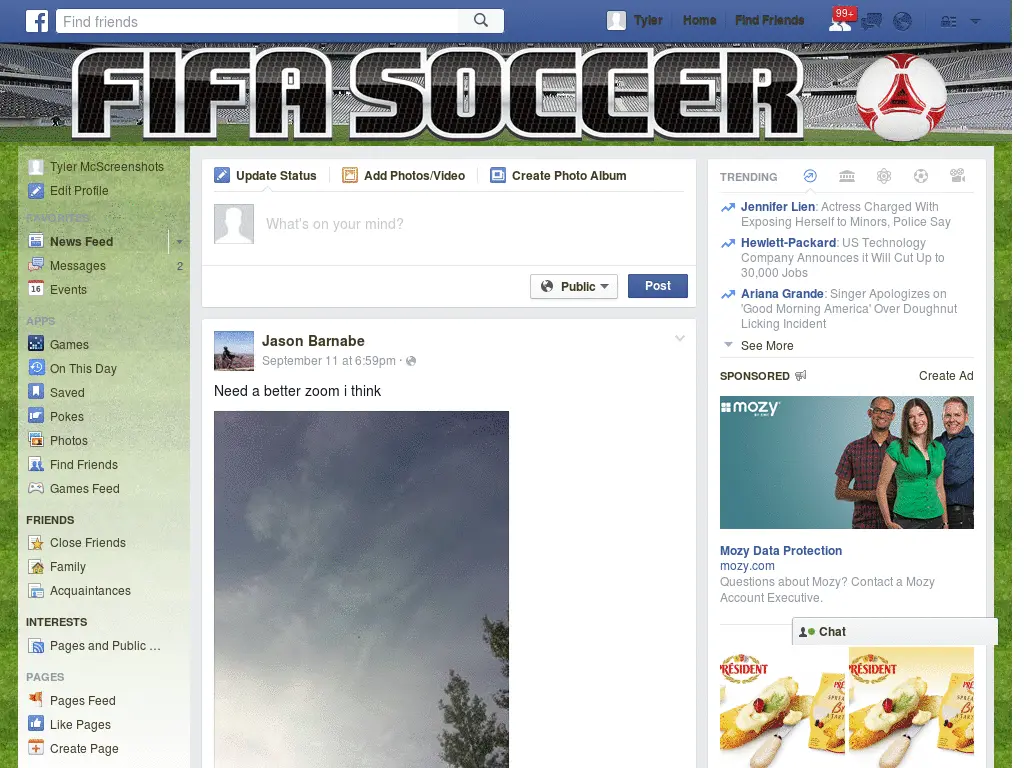 Find friends
Tyler
Home
Find Friends
99+
FIFA SOCCER
Tyler McScreenshots
Edit Profile
FAVORITES
News Feed
Messages
2
16
Events
APPS
Games
On This Day
Saved
Pokes
Photos
Find Friends
Games Feed
FRIENDS
Close Friends
Family
Acquaintances
INTERESTS
Pages and Public ...
PAGES
Pages Feed
Like Pages
Create Page
Update Status
Add Photos/Video
Create Photo Album
What's on your mind?
Public
Post
Jason Barnabe
September 11 at 6:59pm ·
Need a better zoom i think
TRENDING
Jennifer Lien: Actress Charged With
Exposing Herself to Minors, Police Say
Hewlett-Packard: US Technology
Company Announces it Will Cut Up to
30,000 Jobs
Ariana Grande: Singer Apologizes on
'Good Morning America' Over Doughnut
Licking Incident
See More
SPONSORED
Create Ad
mozy
Mozy Data Protection
mozy.com
Questions about Mozy? Contact a Mozy
Account Executive.
Chat
PRÉSIDENT
PRÉSIDENT